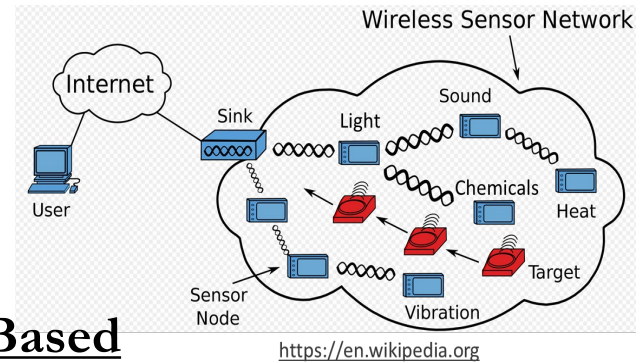 Wireless Sensor Network
Internet
Sink
Light
Sound
User
Chemicals
Heat
Target
Sensor
Node
Vibration
Based
https://en.wikipedia.org